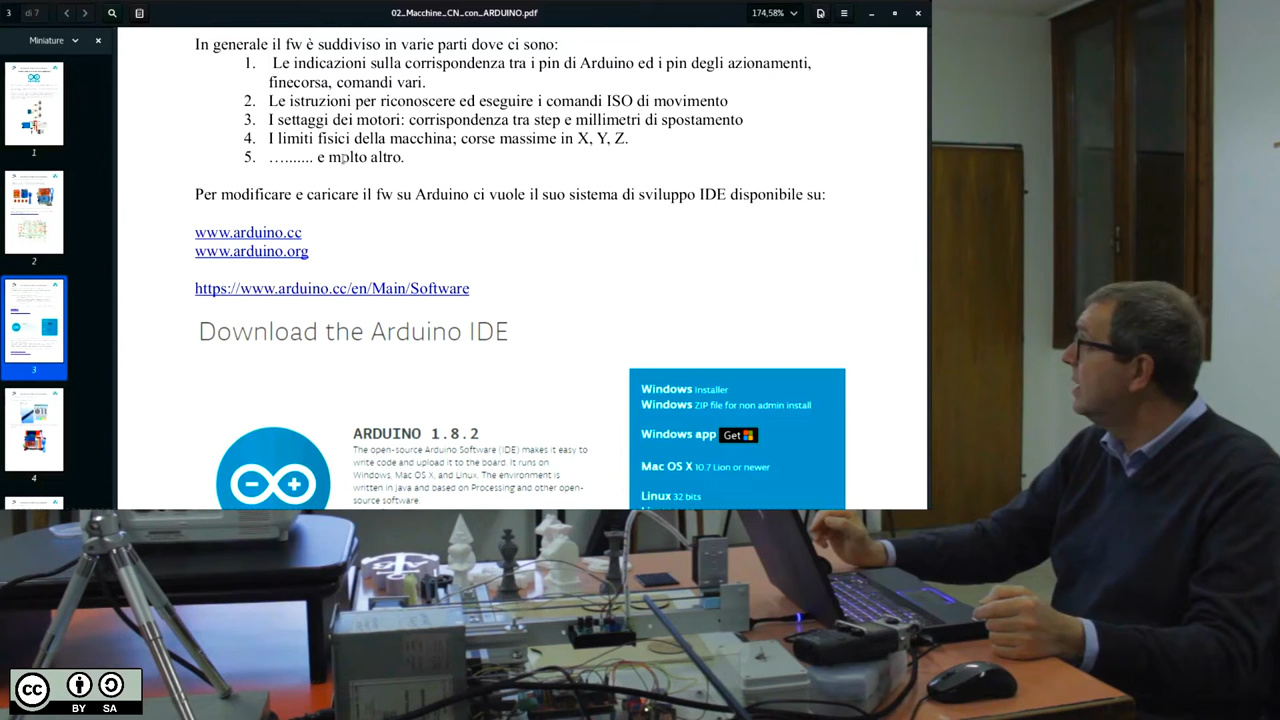 3 di 7
02_Macchine_CN_con_ARDUINO.pdf
174,58%
Miniature
1
2
3
4
In generale il fw è suddiviso in varie parti dove ci sono:
1. Le indicazioni sulla corrispondenza tra i pin di Arduino ed i pin degli azionamenti,
finecorsa, comandi vari.
2. Le istruzioni per riconoscere ed eseguire i comandi ISO di movimento
3. I settaggi dei motori: corrispondenza tra step e millimetri di spostamento
4. I limiti fisici della macchina; corse massime in X, Y, Z.
5. …....... e molto altro.
Per modificare e caricare il fw su Arduino ci vuole il suo sistema di sviluppo IDE disponibile su:
www.arduino.cc
www.arduino.org
https://www.arduino.cc/en/Main/Software
Download the Arduino IDE
ARDUINO 1.8.2
The open-source Arduino Software (IDE) makes it easy to
write code and upload it to the board. It runs on
Windows, Mac OS X, and Linux. The environment is
written in Java and based on Processing and other open-
source software.
Windows Installer
Windows ZIP file for non admin install
Windows app Get
Mac OS X 10.7 Lion or newer
Linux 32 bits
CC BY SA